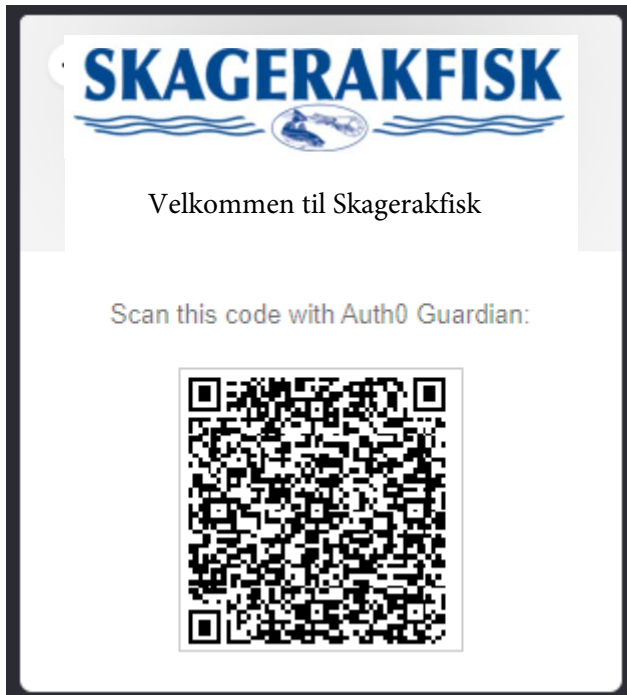 SKAGERAKFISK
Velkommen til Skagerakfisk
Scan this code with Auth0 Guardian: